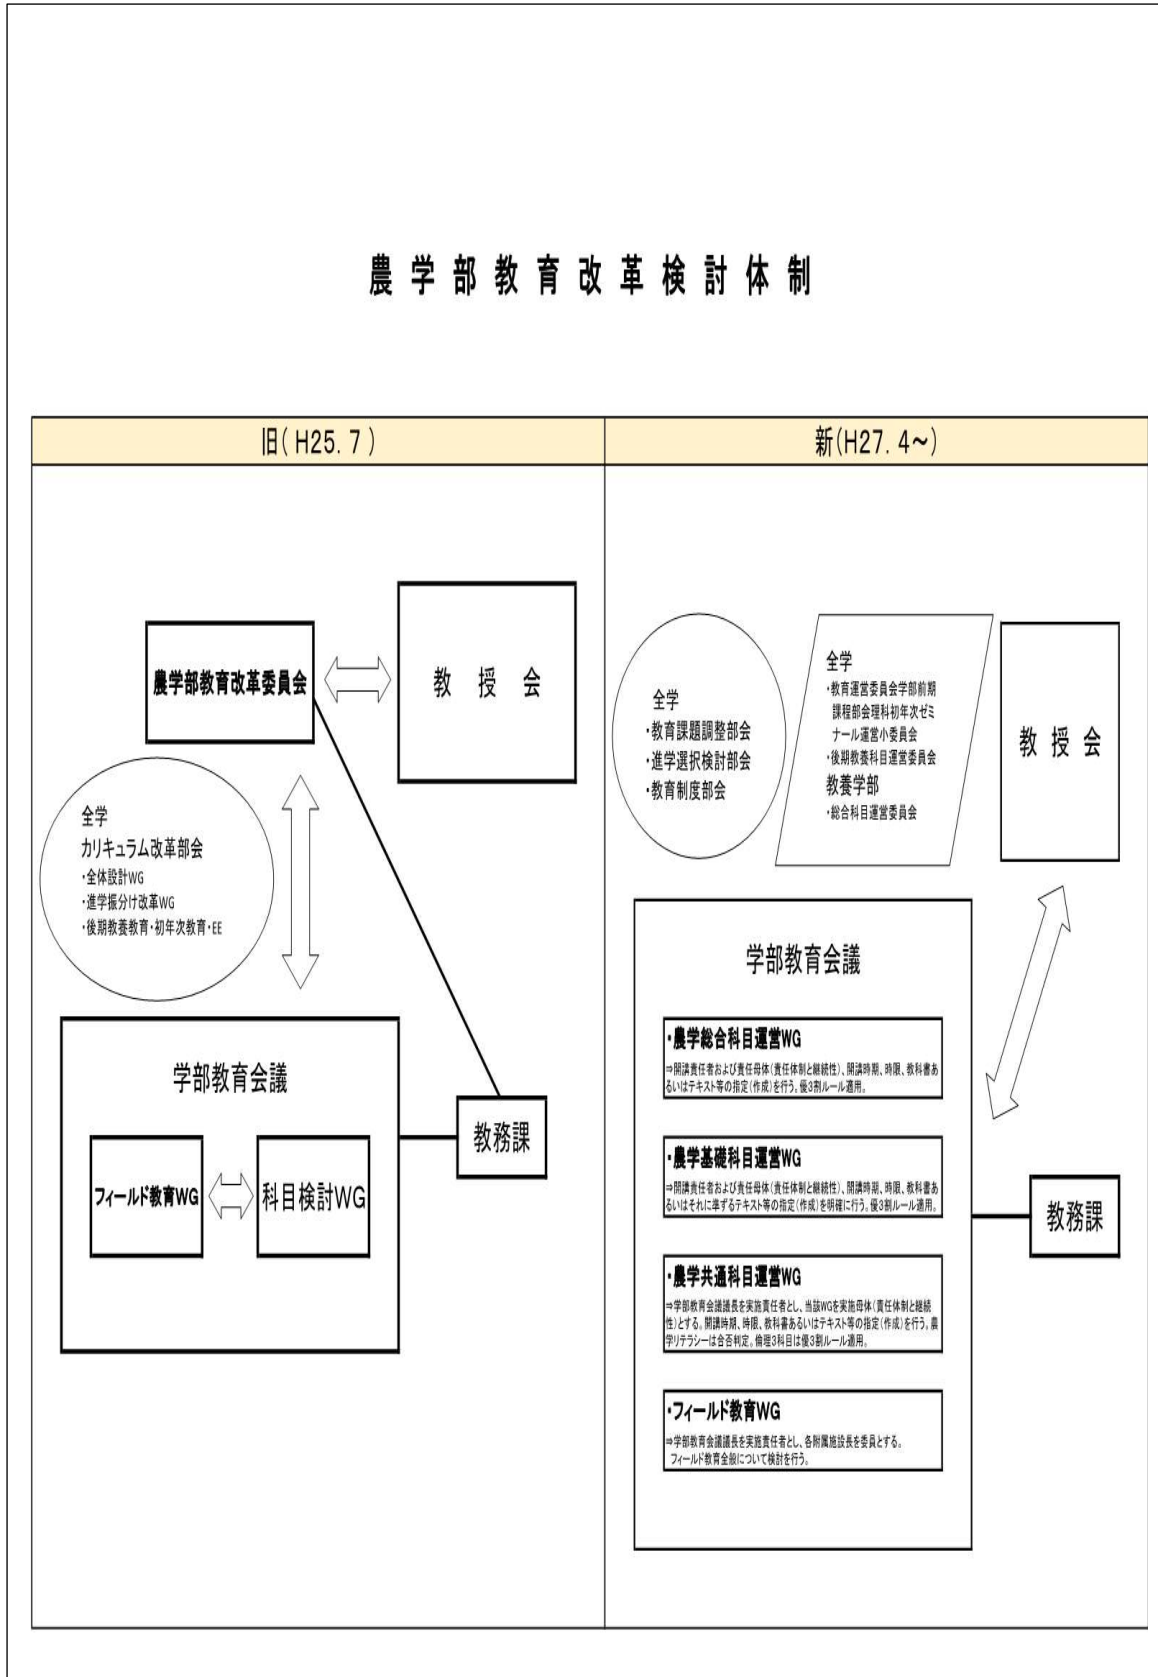 農学部教育改革検討体制
旧(H25.7)
農学部教育改革委員会
教授会
全学
カリキュラム改革部会
・全体設計WG
・進学振分け改革WG
・後期教養教育・初年次教育・EE
学部教育会議
フィールド教育WG
科目検討WG
教務課
新(H27.4～)
全学
・教育課題調整部会
・進学選択検討部会
・教育制度部会
全学
・教育運営委員会学部前期
課程部会理科初年次ゼミ
ナール運営小委員会
・後期教養科目運営委員会
教養学部
・総合科目運営委員会
教授会
学部教育会議
・農学総合科目運営WG
⇒開講責任者および責任母体(責任体制と継続性)、開講時期、時限、教科書あ
るいはテキスト等の指定(作成)を行う。優3割ルール適用。
・農学基礎科目運営WG
⇒開講責任者および責任母体(責任体制と継続性)、開講時期、時限、教科書あ
るいはそれに準ずるテキスト等の指定(作成)を明確に行う。優3割ルール適用。
・農学共通科目運営WG
⇒学部教育会議議長を実施責任者とし、当該WGを実施母体(責任体制と継続
性)とする。開講時期、時限、教科書あるいはテキスト等の指定(作成)を行う。農
学リテラシーは合否判定。倫理3科目は優3割ルール適用。
・フィールド教育WG
⇒学部教育会議議長を実施責任者とし、各附属施設長を委員とする。
フィールド教育全般について検討を行う。
教務課